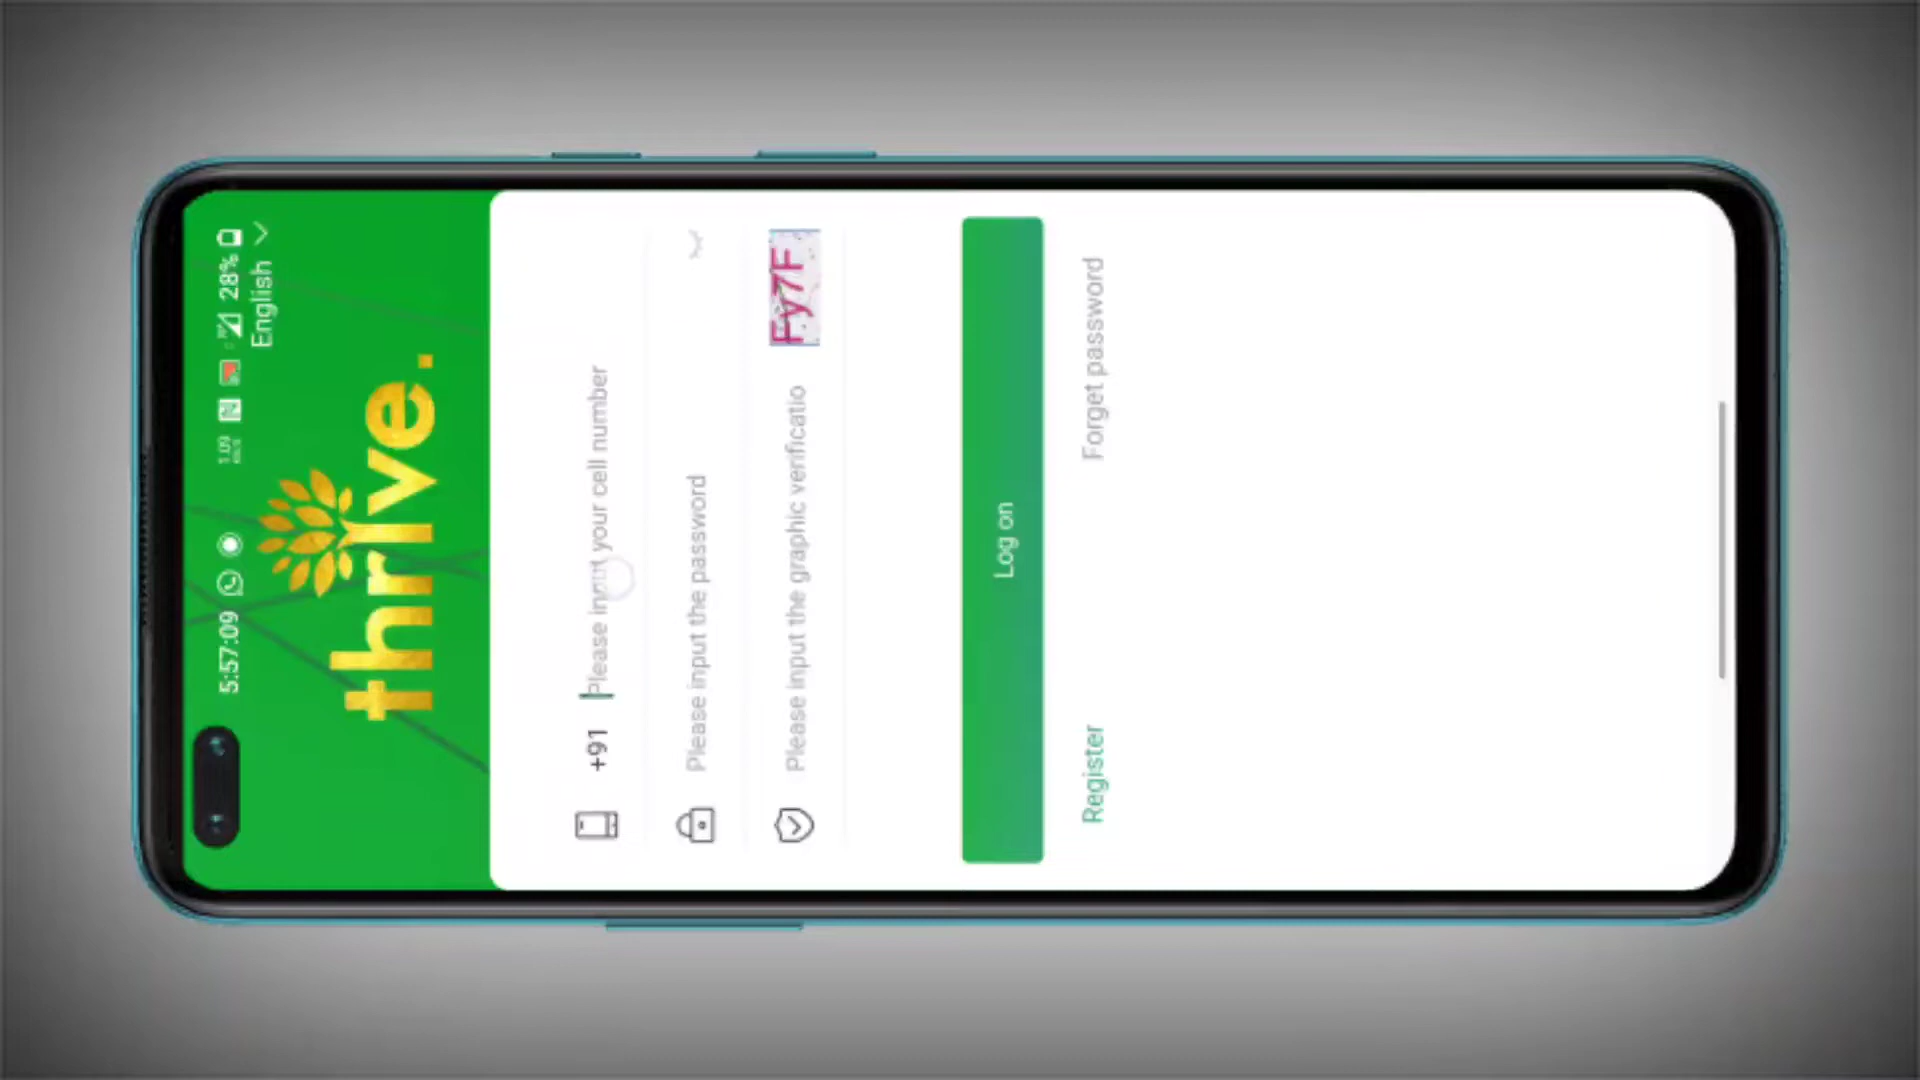 5:57:09
28%
English
thrive.
+91 Please input your cell number
Please input the password
Please input the graphic verificatio
Fy7F
Log on
Register
Forget password